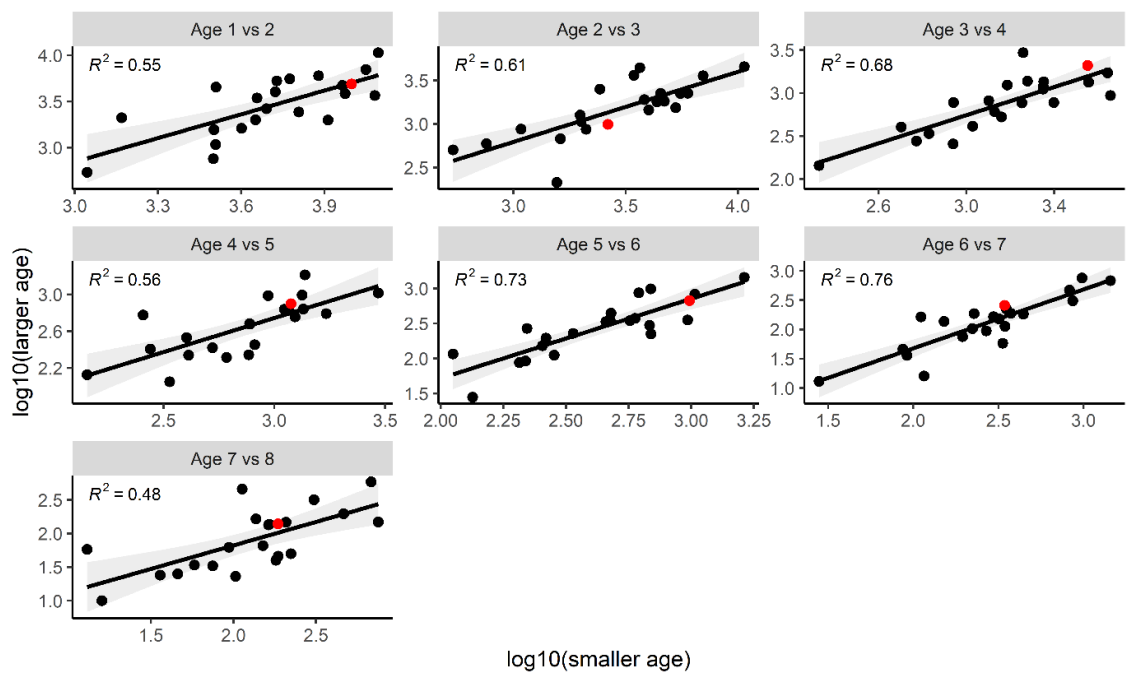 Age 1 vs 2
Age 2 vs 3
Age 3 vs 4
R² = 0.55
R² = 0.61
R² = 0.68
4.0
3.5
3.0
3.0 3.3 3.6 3.9
3.5
3.0
2.5
3.0 3.5 4.0
3.5
3.0
2.5
2.0
2.6 3.0 3.4
Age 4 vs 5
Age 5 vs 6
Age 6 vs 7
R² = 0.56
R² = 0.73
R² = 0.76
3.0
2.6
2.2
2.5 3.0 3.5
3.0
2.5
2.0
1.5
2.00 2.25 2.50 2.75 3.00 3.25
3.0
2.5
2.0
1.5
1.0
1.5 2.0 2.5 3.0
Age 7 vs 8
R² = 0.48
2.5
2.0
1.5
1.0
1.5 2.0 2.5
log10(larger age)
log10(smaller age)